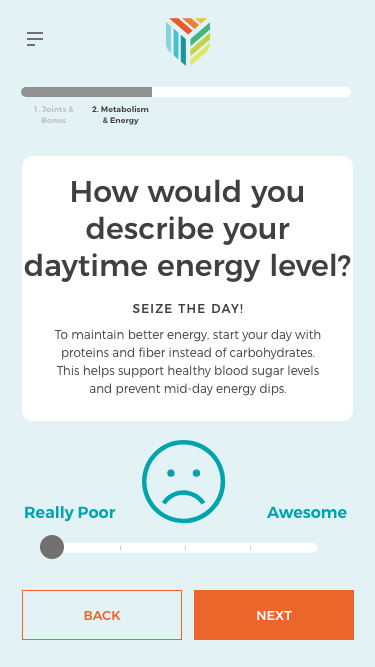 1. Joints &
Bones
2. Metabolism
& Energy
How would you
describe your
daytime energy level?
SEIZE THE DAY!
To maintain better energy, start your day with
proteins and fiber instead of carbohydrates.
This helps support healthy blood sugar levels
and prevent mid-day energy dips.
Really Poor
Awesome
BACK
NEXT